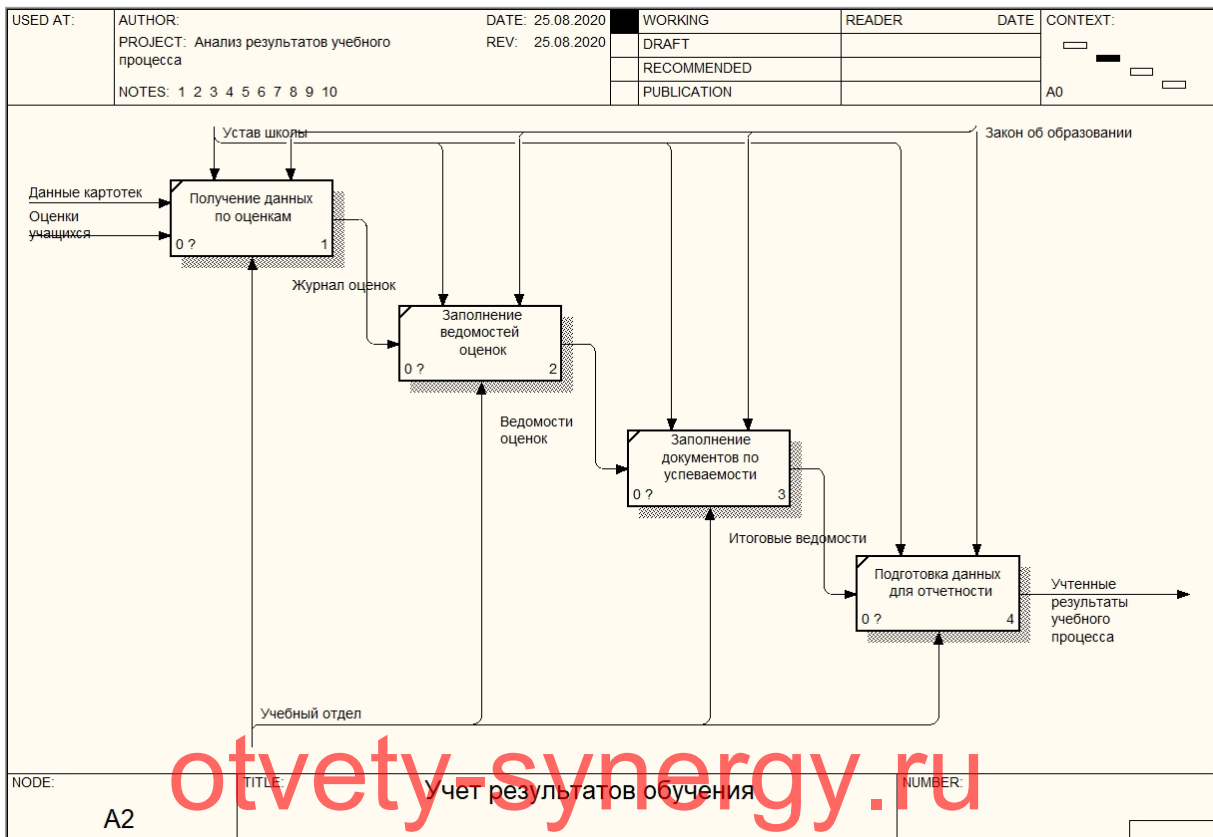 USED AT:
AUTHOR:
DATE: 25.08.2020
PROJECT: Анализ результатов учебного
процесса
REV: 25.08.2020
NOTES: 1 2 3 4 5 6 7 8 9 10
WORKING
DRAFT
RECOMMENDED
PUBLICATION
READER
DATE
CONTEXT:
A0
Устав школы
Закон об образовании
Данные картотек
Оценки
учащихся
Получение данных
по оценкам
0 ?
1
Журнал оценок
Заполнение
ведомостей
оценок
0 ?
2
Ведомости
оценок
Заполнение
документов по
успеваемости
0 ?
3
Итоговые ведомости
Подготовка данных
для отчетности
0 ?
4
Учтенные
результаты
учебного
процесса
Учебный отдел
otvety-synergy.ru
NODE:
A2
TITLE:
Учет результатов обучения
NUMBER: